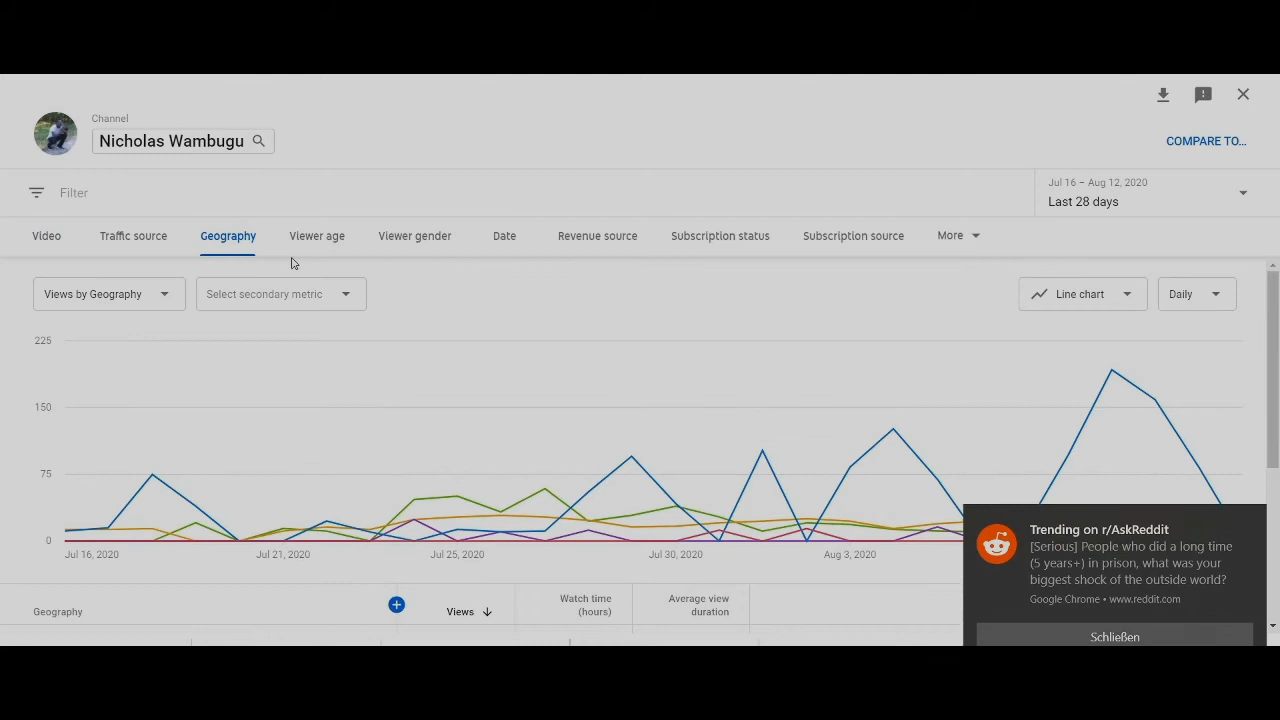 Channel
Nicholas Wambugu
COMPARE TO...
Filter
Jul 16 – Aug 12, 2020
Last 28 days
Video
Traffic source
Geography
Viewer age
Viewer gender
Date
Revenue source
Subscription status
Subscription source
More
Views by Geography
Select secondary metric
Line chart
Daily
225
150
75
0
Jul 16, 2020
Jul 21, 2020
Jul 25, 2020
Jul 30, 2020
Aug 3, 2020
Trending on r/AskReddit
[Serious] People who did a long time
(5 years+) in prison, what was your
biggest shock of the outside world?
Google Chrome • www.reddit.com
Schließen
Geography
Views
Watch time
(hours)
Average view
duration